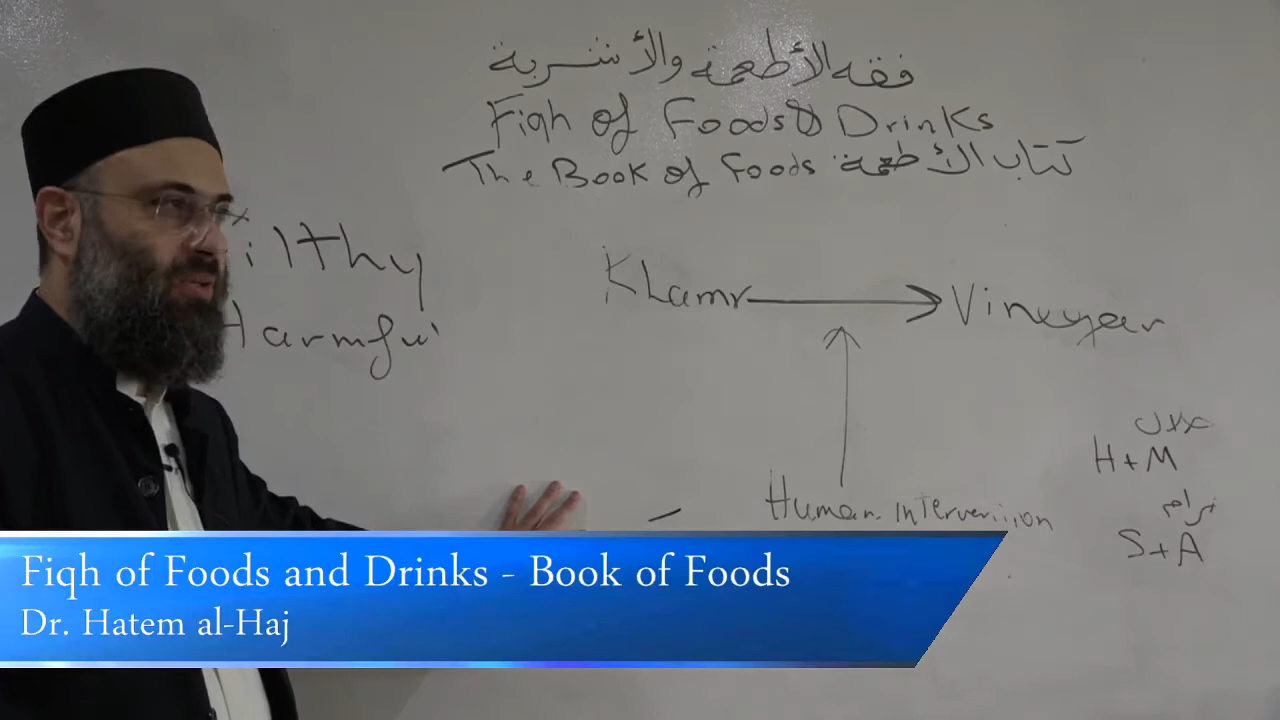 فقه الأطعمة والأشربة
Fiqh of Foods & Drinks
The Book of Foods كتاب الأطعمة
ilthy
Harmful
Khamr
Vineyear
حلال
H+M
حرام
S+A
Human intervention
Fiqh of Foods and Drinks - Book of Foods
Dr. Hatem al-Haj